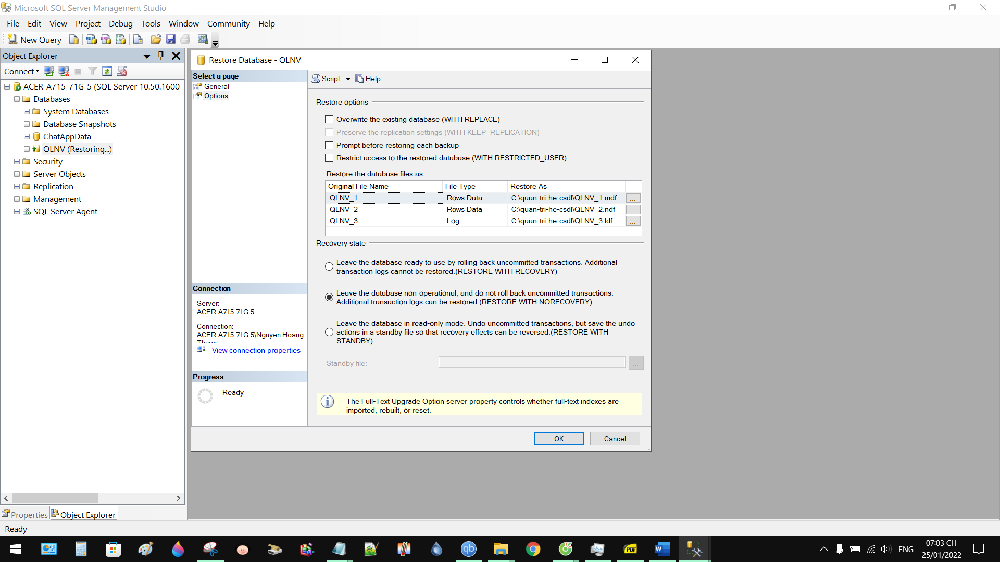 Microsoft SQL Server Management Studio
File Edit View Project Debug Tools Window Community Help
New Query
Object Explorer
Connect
ACER-A715-71G-5 (SQL Server 10.50.1600 -
Databases
System Databases
Database Snapshots
ChatAppData
QLNV (Restoring...)
Security
Server Objects
Replication
Management
SQL Server Agent
Properties
Object Explorer
Restore Database - QLNV
Select a page
General
Options
Connection
Server:
ACER-A715-71G-5
Connection:
ACER-A715-71G-5\Nguyen Hoang
View connection properties
Progress
Ready
Script Help
Restore options
Overwrite the existing database (WITH REPLACE)
Preserve the replication settings (WITH KEEP_REPLICATION)
Prompt before restoring each backup
Restrict access to the restored database (WITH RESTRICTED_USER)
Restore the database files as:
Original File Name File Type Restore As
QLNV_1 Rows Data C:\quan-tri-he-csdl\QLNV_1.mdf ...
QLNV_2 Rows Data C:\quan-tri-he-csdl\QLNV_2.ndf ...
QLNV_3 Log C:\quan-tri-he-csdl\QLNV_3.ldf ...
Recovery state
Leave the database ready to use by rolling back uncommitted transactions. Additional
transaction logs cannot be restored.(RESTORE WITH RECOVERY)
Leave the database non-operational, and do not roll back uncommitted transactions.
Additional transaction logs can be restored.(RESTORE WITH NORECOVERY)
Leave the database in read-only mode. Undo uncommitted transactions, but save the undo
actions in a standby file so that recovery effects can be reversed.(RESTORE WITH
STANDBY)
Standby file: ...
The Full-Text Upgrade Option server property controls whether full-text indexes are
imported, rebuilt, or reset.
OK Cancel
Ready
qb
PDF
W
ENG
07:03 CH
25/01/2022